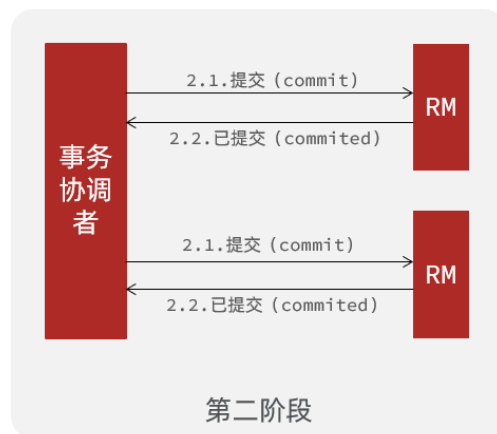 2.1.提交（commit）
RM
2.2.已提交（commited）
事务
协调
者
2.1.提交（commit）
RM
2.2.已提交（commited）
第二阶段